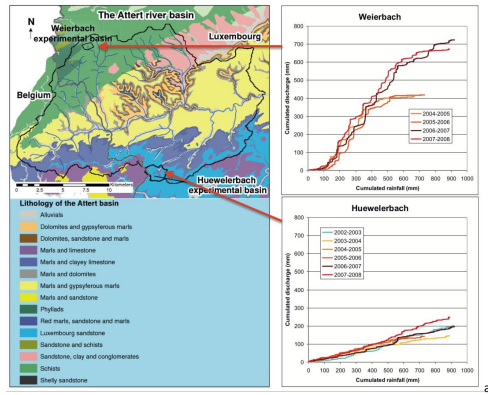 The Attert river basin
Weierbach
experimental basin
Luxembourg
N
Belgium
Huewelerbach
experimental basin
0 2.5 5 7.5 10
Kilometers
Lithology of the Attert basin
Alluvials
Dolomites and gypsiferous marls
Dolomites, sandstone and marls
Marls and limestone
Marls and clayey limestone
Marls and dolomites
Marls and gypsiferous marls
Marls and sandstone
Phyllads
Red marls, sandstone and marls
Luxembourg sandstone
Sandstone and schists
Sandstone, clay and conglomerates
Schists
Shelly sandstone
Weierbach
Cumulated discharge (mm)
800
700
600
500
400
300
200
100
0
2004-2005
2005-2006
2006-2007
2007-2008
0 100 200 300 400 500 600 700 800 900 1000
Cumulated rainfall (mm)
Huewelerbach
Cumulated discharge (mm)
800
700
600
500
400
300
200
100
0
2002-2003
2003-2004
2004-2005
2005-2006
2006-2007
2007-2008
0 100 200 300 400 500 600 700 800 900 1000
Cumulated rainfall (mm)
a